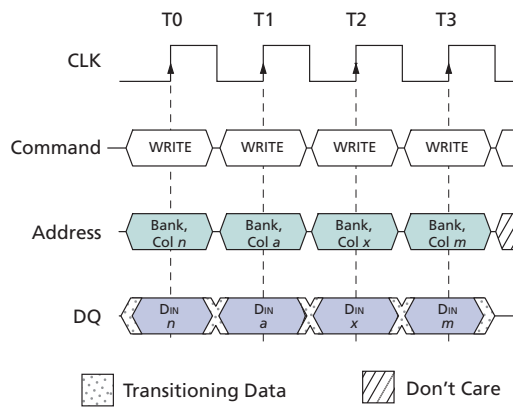 T0 T1 T2 T3
CLK
Command WRITE WRITE WRITE WRITE
Address Bank, Col n Bank, Col a Bank, Col x Bank, Col m
DQ DIN n DIN a DIN x DIN m
Transitioning Data Don't Care